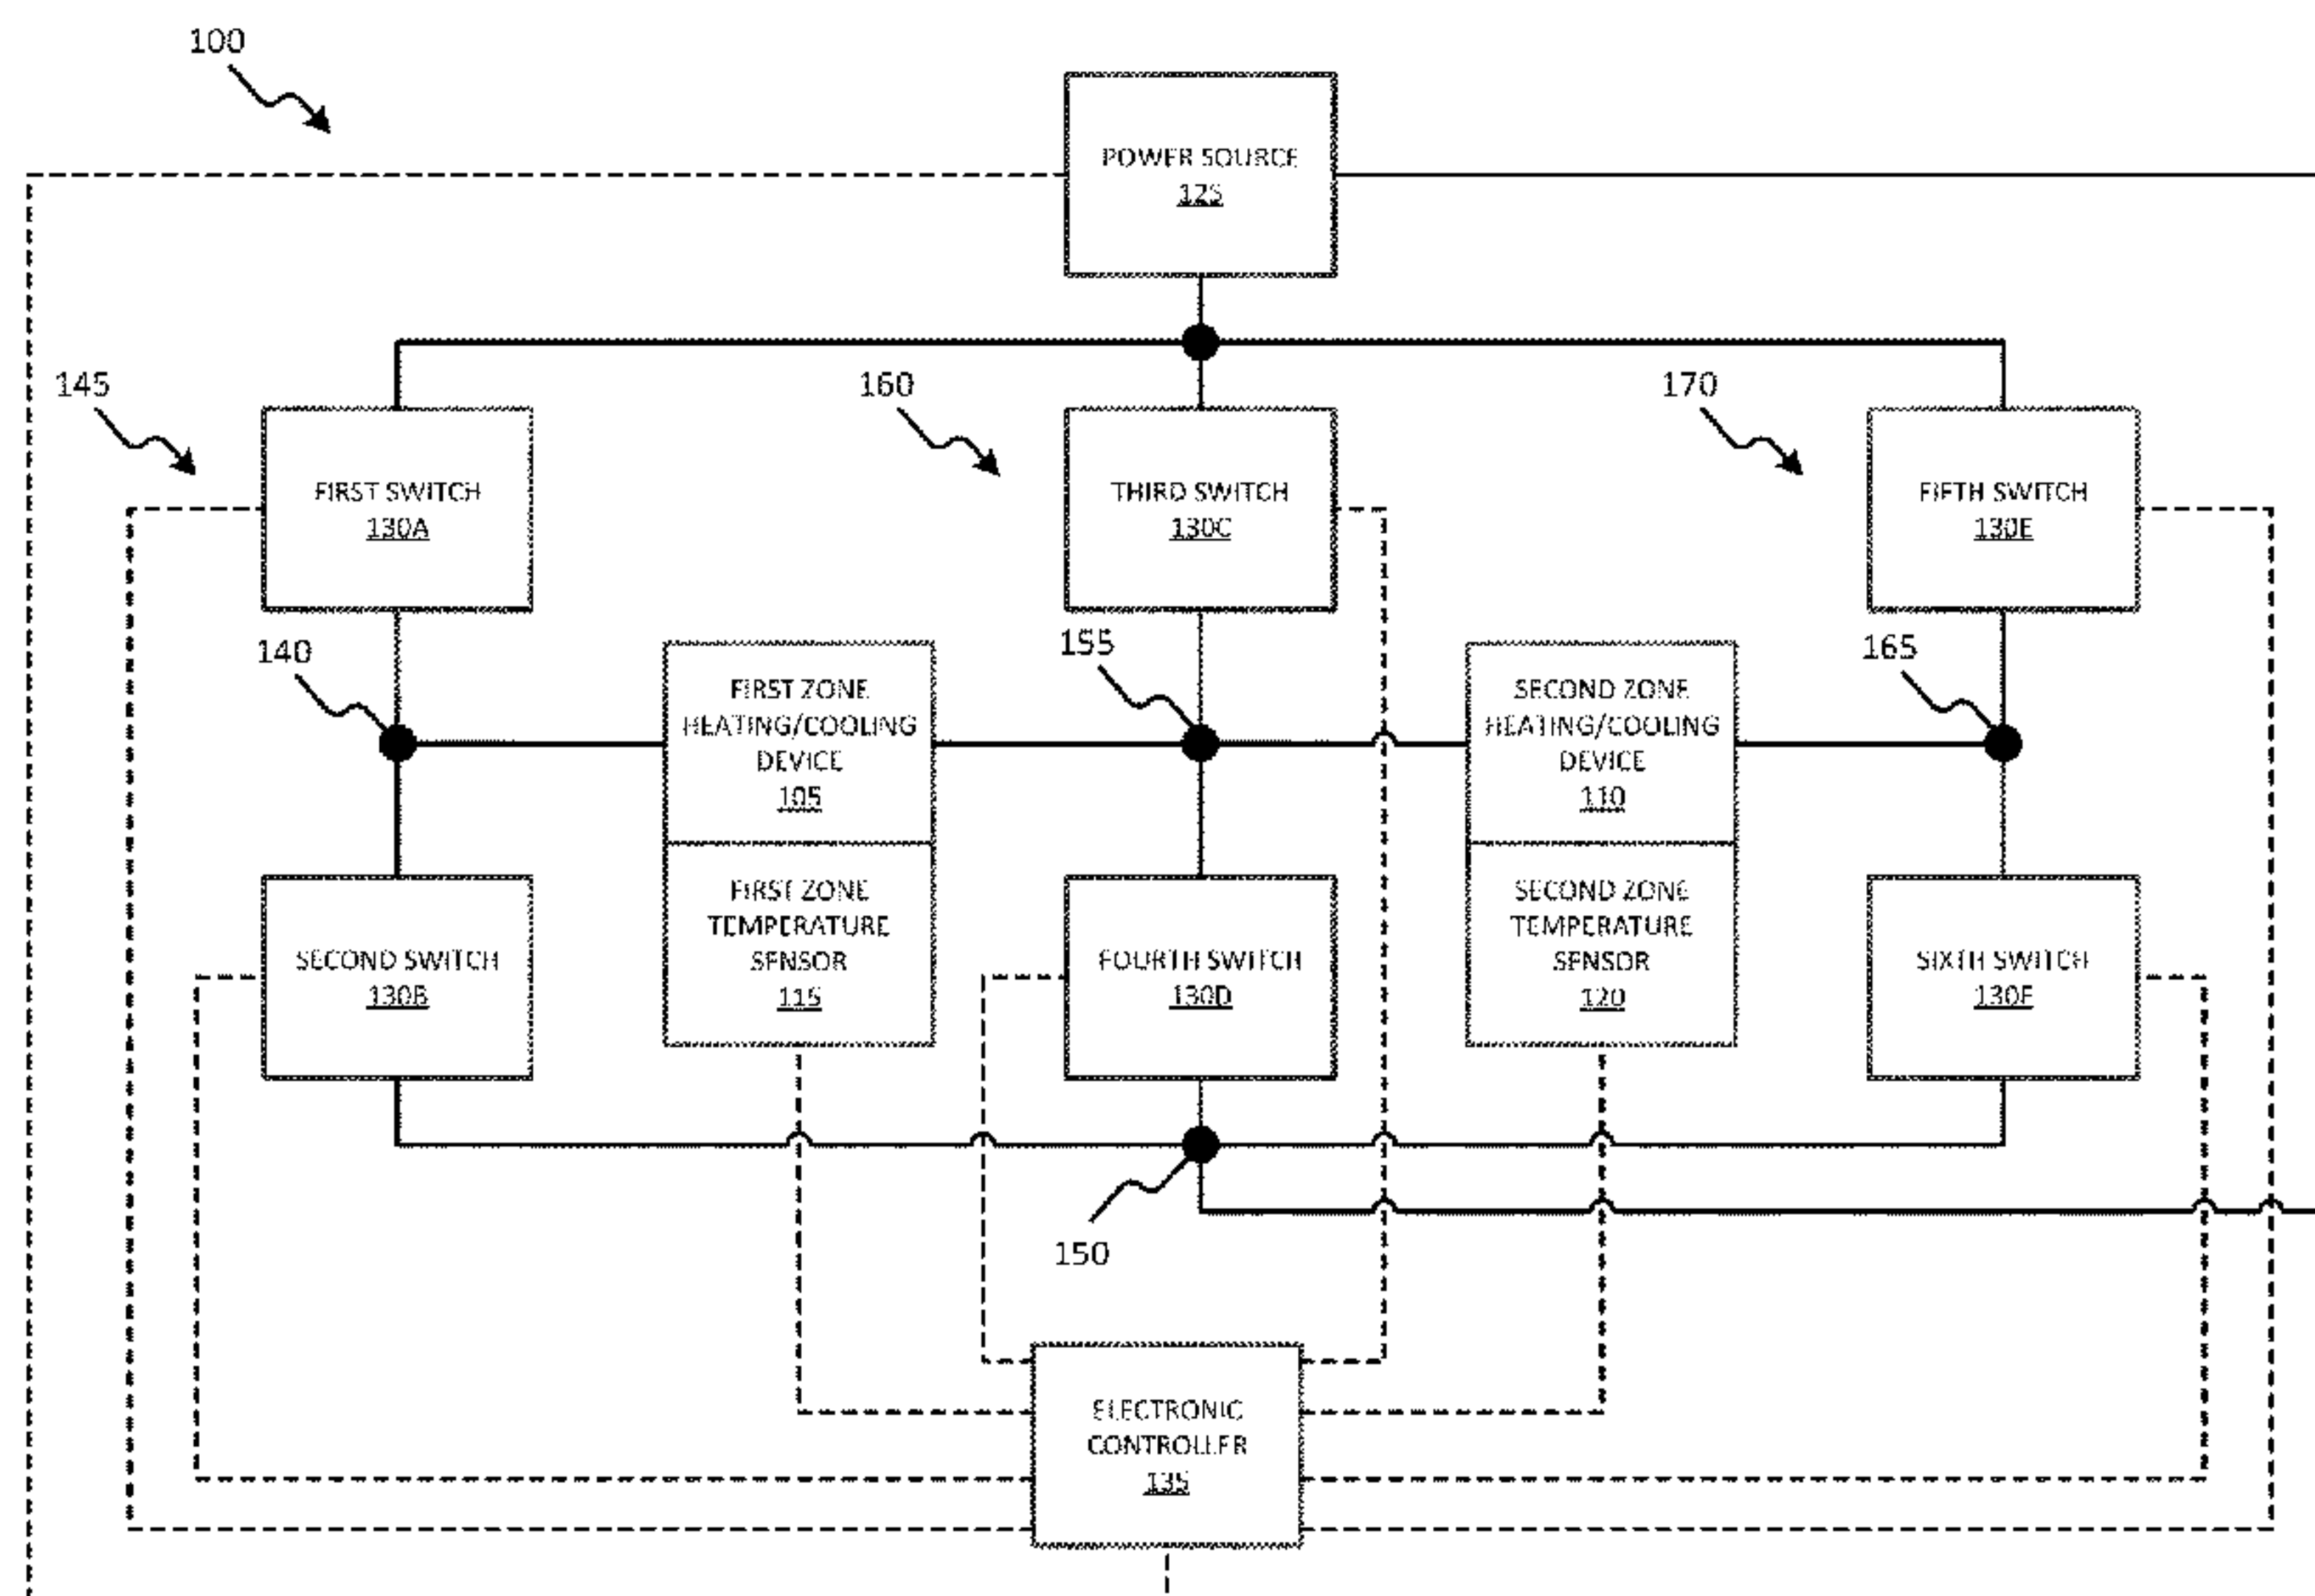 100
POWER SOURCE
125
145
160
170
FIRST SWITCH
130A
THIRD SWITCH
130C
FIFTH SWITCH
130E
140
155
165
FIRST ZONE
HEATING/COOLING
DEVICE
105
SECOND ZONE
HEATING/COOLING
DEVICE
110
SECOND SWITCH
130B
FIRST ZONE
TEMPERATURE
SENSOR
115
FOURTH SWITCH
130D
SECOND ZONE
TEMPERATURE
SENSOR
120
SIXTH SWITCH
130F
150
ELECTRONIC
CONTROLLER
135